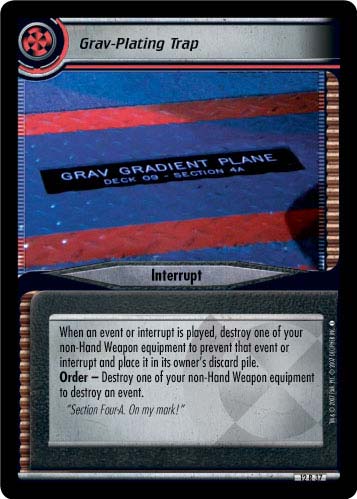 Grav-Plating Trap
GRAV GRADIENT PLANE
DECK 09 - SECTION 4A
Interrupt
When an event or interrupt is played, destroy one of your
non-Hand Weapon equipment to prevent that event or
interrupt and place it in its owner's discard pile.
Order – Destroy one of your non-Hand Weapon equipment
to destroy an event.
"Section Four-A. On my mark!"
12 R 37